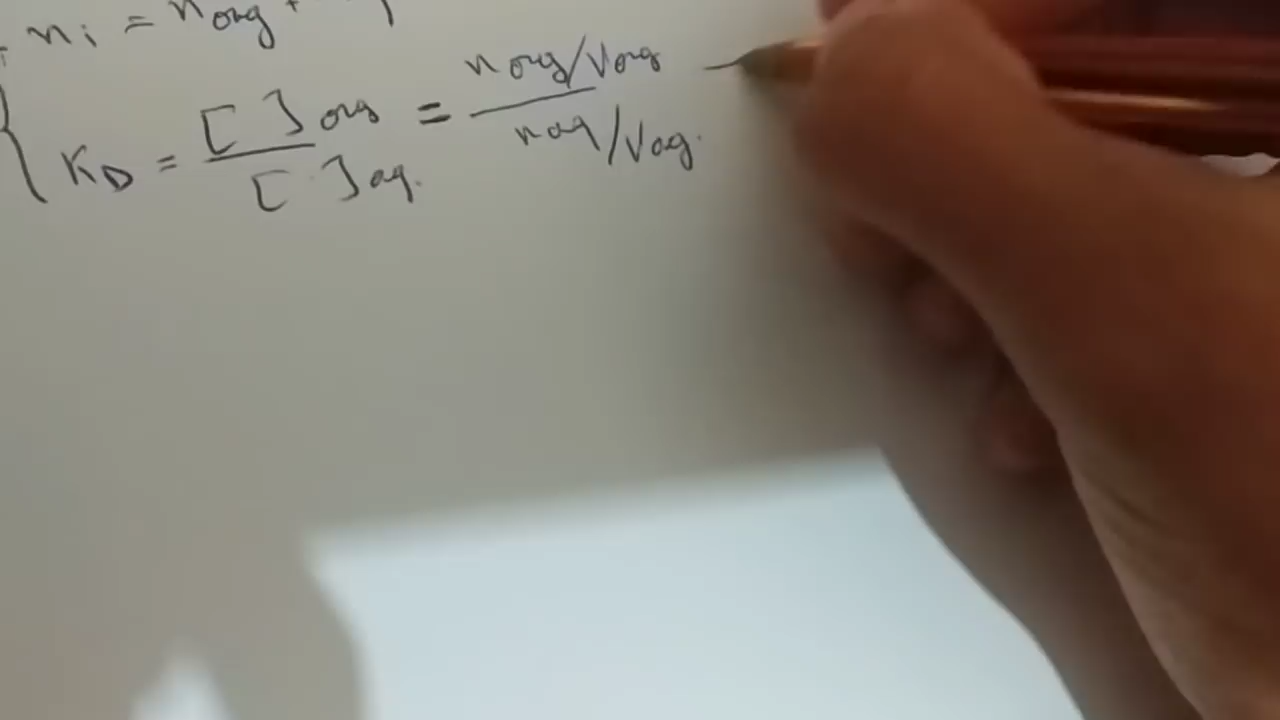 ni = norg +
KD = [ ]org / [ ]aq. = norg/Vorg / naq/Vaq.